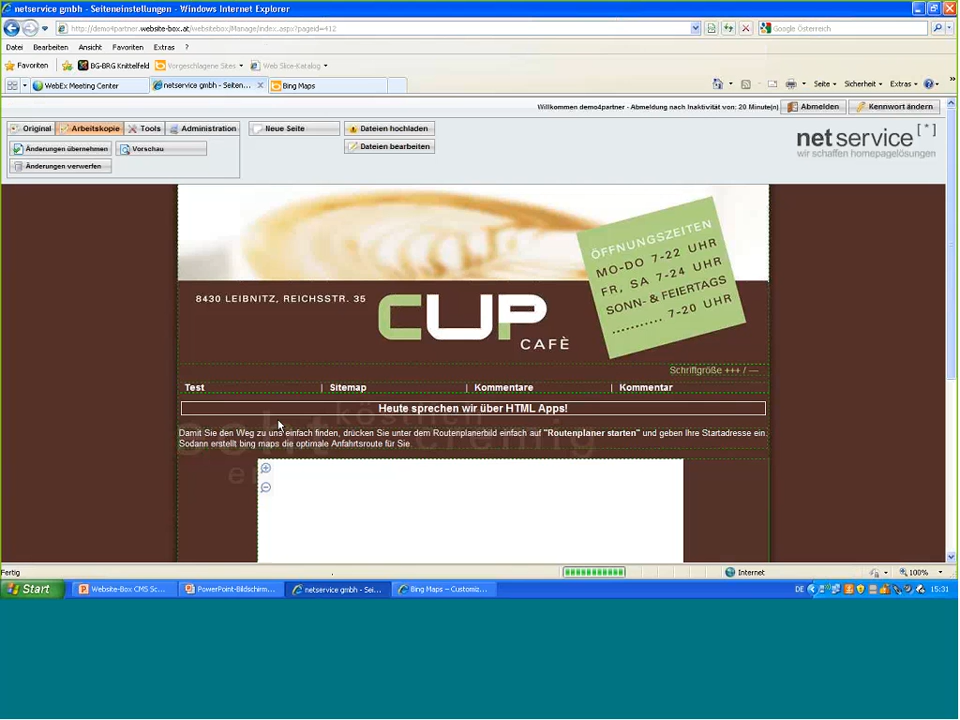 netservice gmbh - Seiteneinstellungen - Windows Internet Explorer
http://demo4partner.website-box.at/websitebox/Manage/index.aspx?pageid=412
Google Österreich
Datei Bearbeiten Ansicht Favoriten Extras ?
Favoriten BG-BRG Knittelfeld Vorgeschlagene Sites Web Slice-Katalog
WebEx Meeting Center netservice gmbh - Seiten... Bing Maps Seite Sicherheit Extras
Willkommen demo4partner - Abmeldung nach Inaktivität von: 20 Minute(n) Abmelden Kennwort ändern
Original Arbeitskopie Tools Administration Neue Seite Dateien hochladen
Änderungen übernehmen Vorschau Dateien bearbeiten
Änderungen verwerfen
netservice [*]
wir schaffen homepagelösungen
ÖFFNUNGSZEITEN
MO-DO 7-22 UHR
FR, SA 7-24 UHR
SONN- & FEIERTAGS
........... 7-20 UHR
8430 LEIBNITZ, REICHSSTR. 35
CUP
CAFÈ
Schriftgröße +++ / ---
Test | Sitemap | Kommentare | Kommentar
Heute sprechen wir über HTML Apps!
Damit Sie den Weg zu uns einfach finden, drücken Sie unter dem Routenplanerbild einfach auf "Routenplaner starten" und geben Ihre Startadresse ein.
Sodann erstellt bing maps die optimale Anfahrtsroute für Sie.
Fertig Internet 100%
Start Website-Box CMS Sc... PowerPoint-Bildschirm... netservice gmbh - Sei... Bing Maps – Customiz... DE 15:31